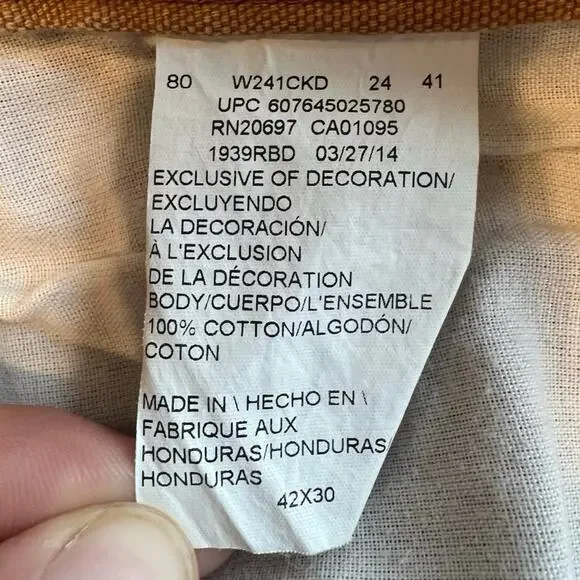 80 W241CKD 24 41
UPC 607645025780
RN20697 CA01095
1939RBD 03/27/14
EXCLUSIVE OF DECORATION/
EXCLUYENDO
LA DECORACIÓN/
À L'EXCLUSION
DE LA DÉCORATION
BODY/CUERPO/L'ENSEMBLE
100% COTTON/ALGODÓN/
COTON
MADE IN \ HECHO EN \
FABRIQUE AUX
HONDURAS/HONDURAS/
HONDURAS
42X30